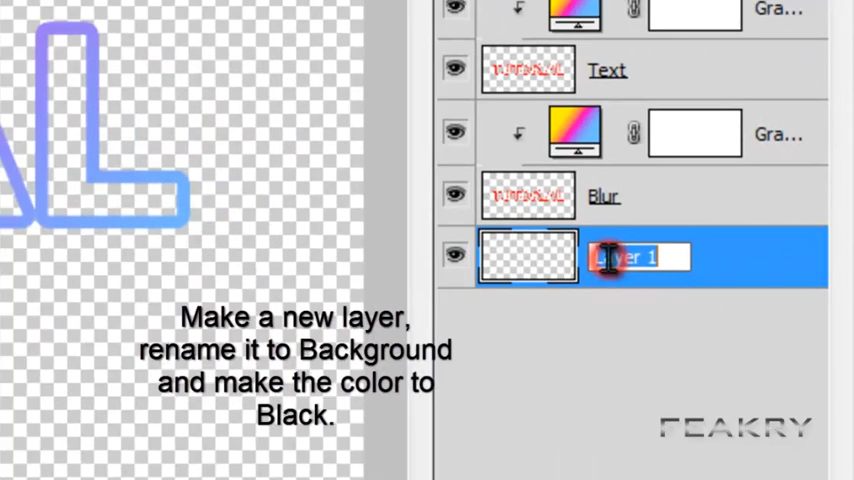 Gra...
Text
Gra...
Blur
Layer 1
Make a new layer,
rename it to Background
and make the color to
Black.
FEAKRY